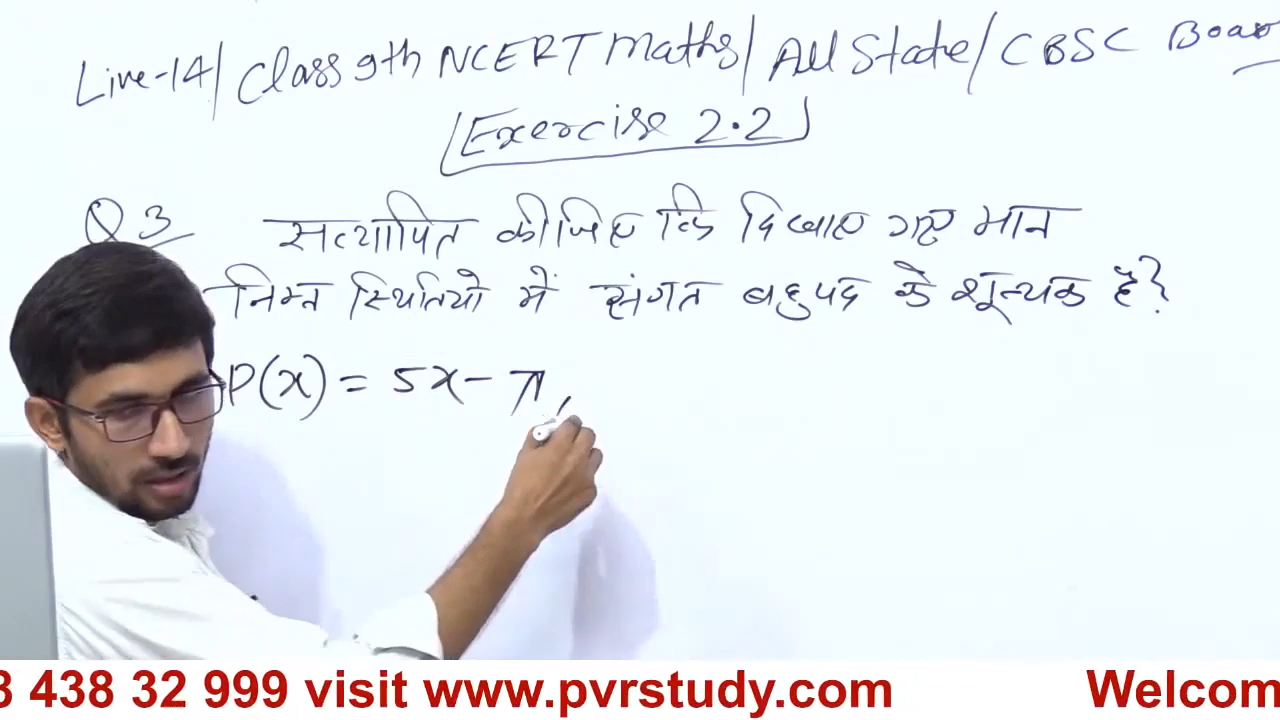 Live-14/ Class 9th NCERT Maths/ All State/ CBSC Boar
Exercise 2.2
Q 3 सत्यापित कीजिए कि दिखाए गए मान
निम्न स्थितियो में संगत बहुपद के शून्यक है?
P(x) = 5x - π,
8 438 32 999 visit www.pvrstudy.com Welcom